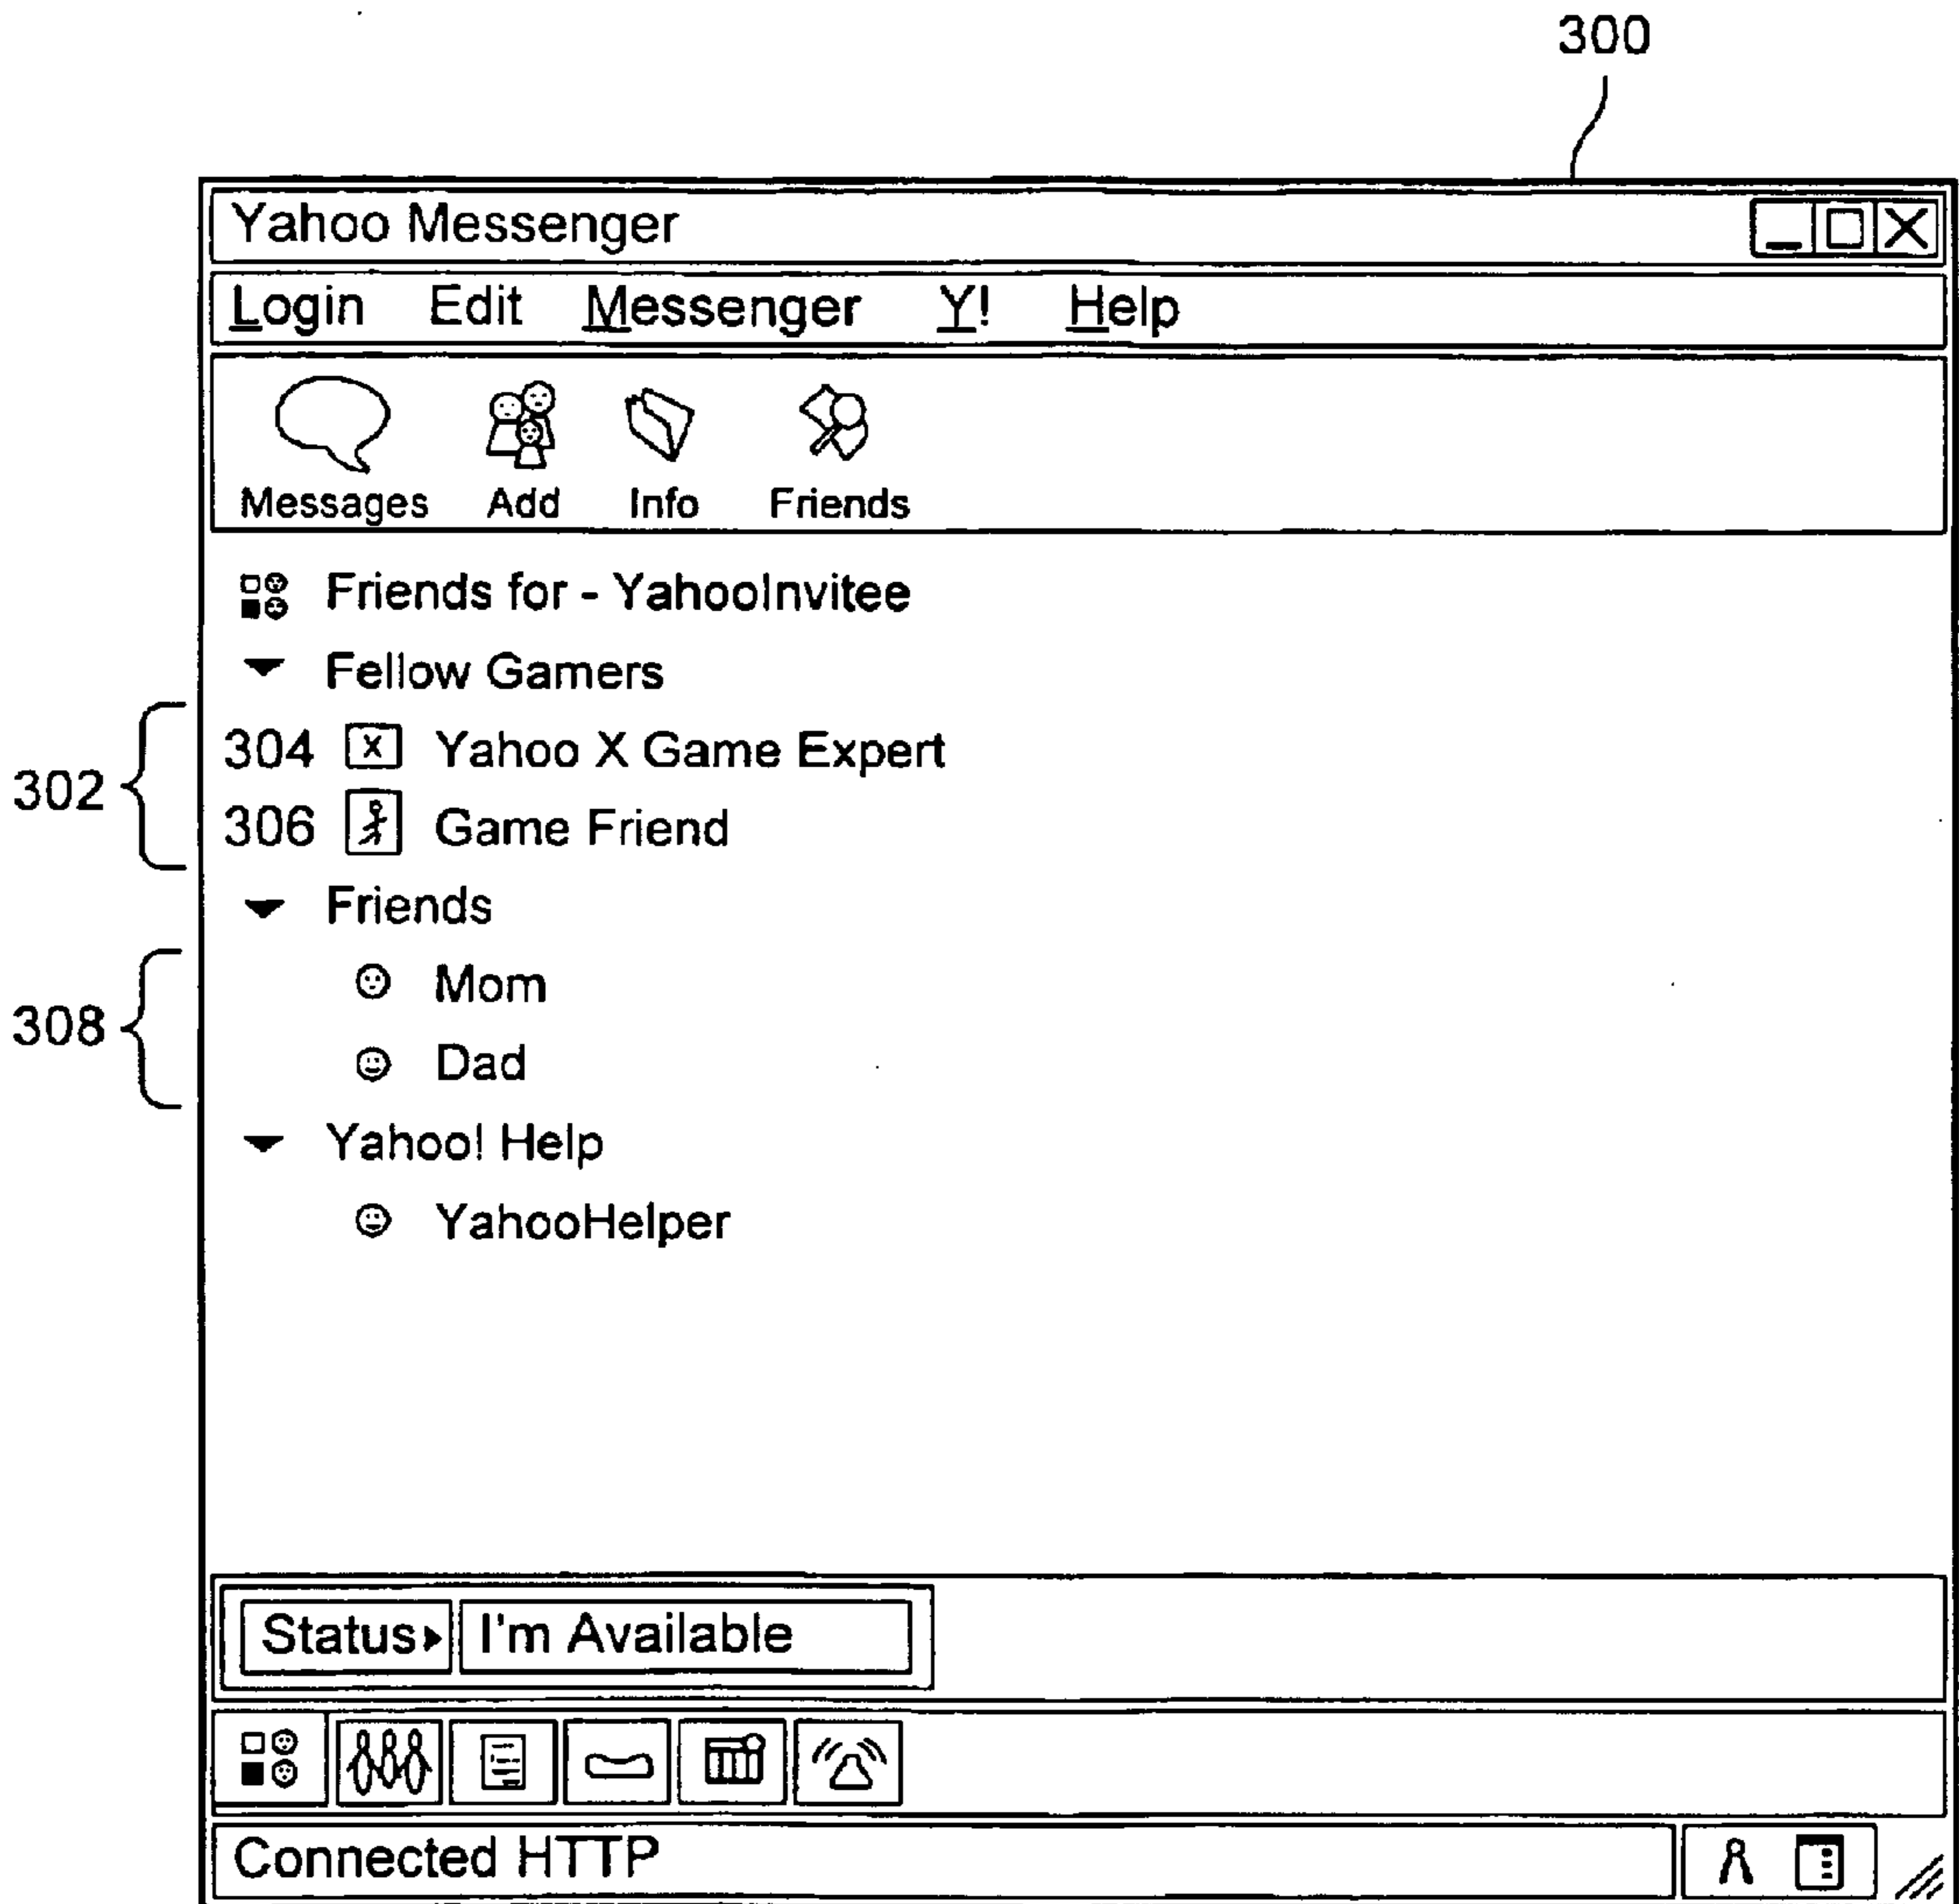 300
Yahoo Messenger
Login Edit Messenger Y! Help
Messages Add Info Friends
Friends for - YahooInvitee
Fellow Gamers
302
304 X Yahoo X Game Expert
306 Game Friend
Friends
308
Mom
Dad
Yahoo! Help
YahooHelper
Status I'm Available
Connected HTTP